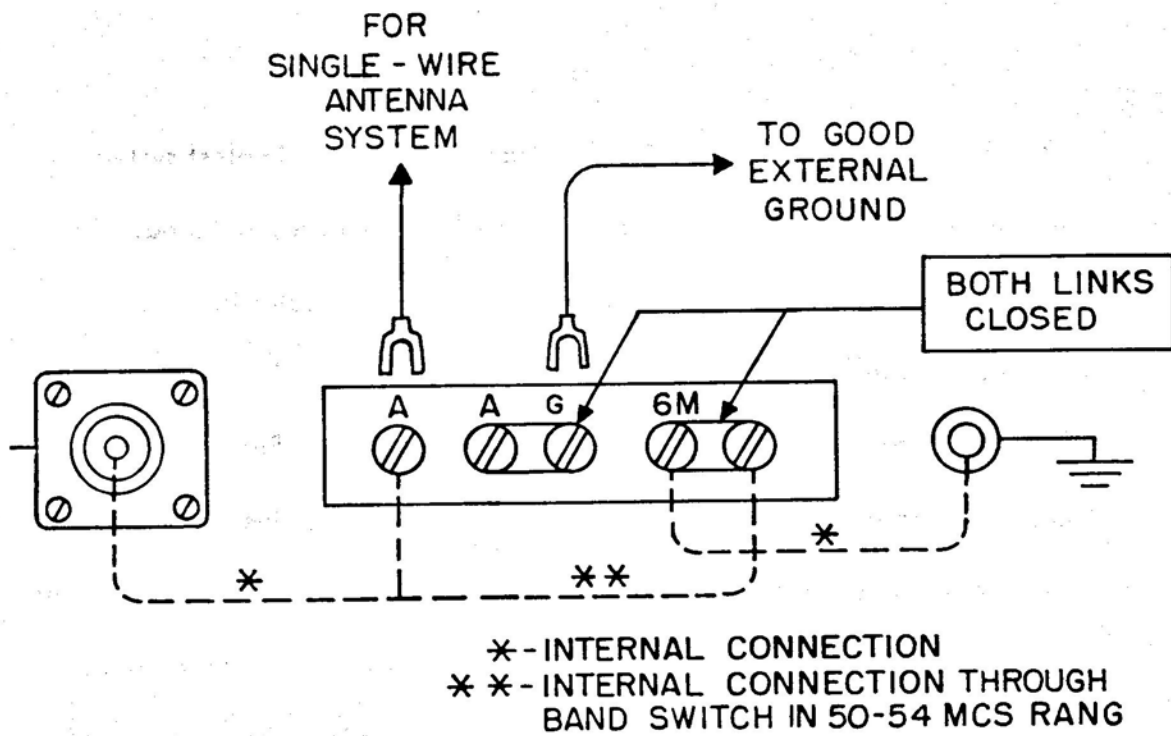 FOR
SINGLE - WIRE
ANTENNA
SYSTEM
TO GOOD
EXTERNAL
GROUND
BOTH LINKS
CLOSED
A A G 6M
*
**
*
*-INTERNAL CONNECTION
**-INTERNAL CONNECTION THROUGH
BAND SWITCH IN 50-54 MCS RANG